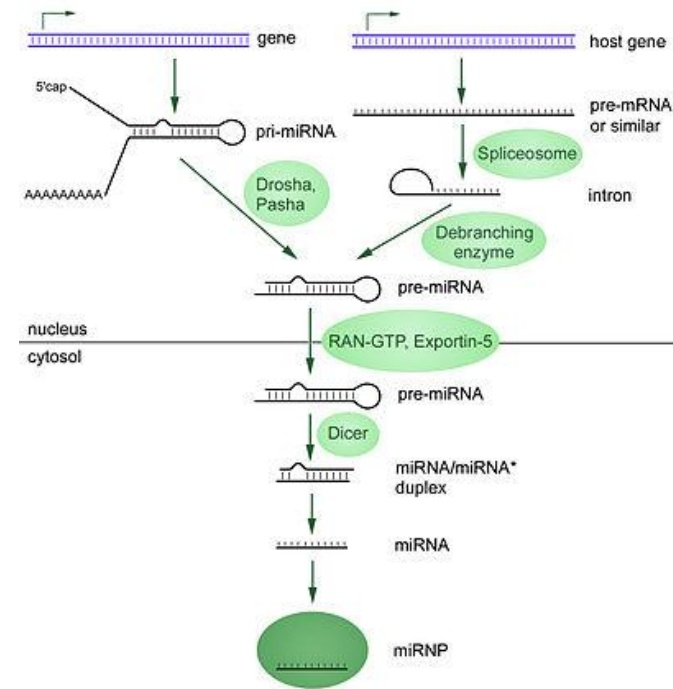 gene
host gene
5'cap
pri-miRNA
pre-mRNA
or similar
Spliceosome
Drosha,
Pasha
AAAAAAAAA
intron
Debranching
enzyme
pre-miRNA
nucleus
RAN-GTP, Exportin-5
cytosol
pre-miRNA
Dicer
miRNA/miRNA*
duplex
miRNA
miRNP